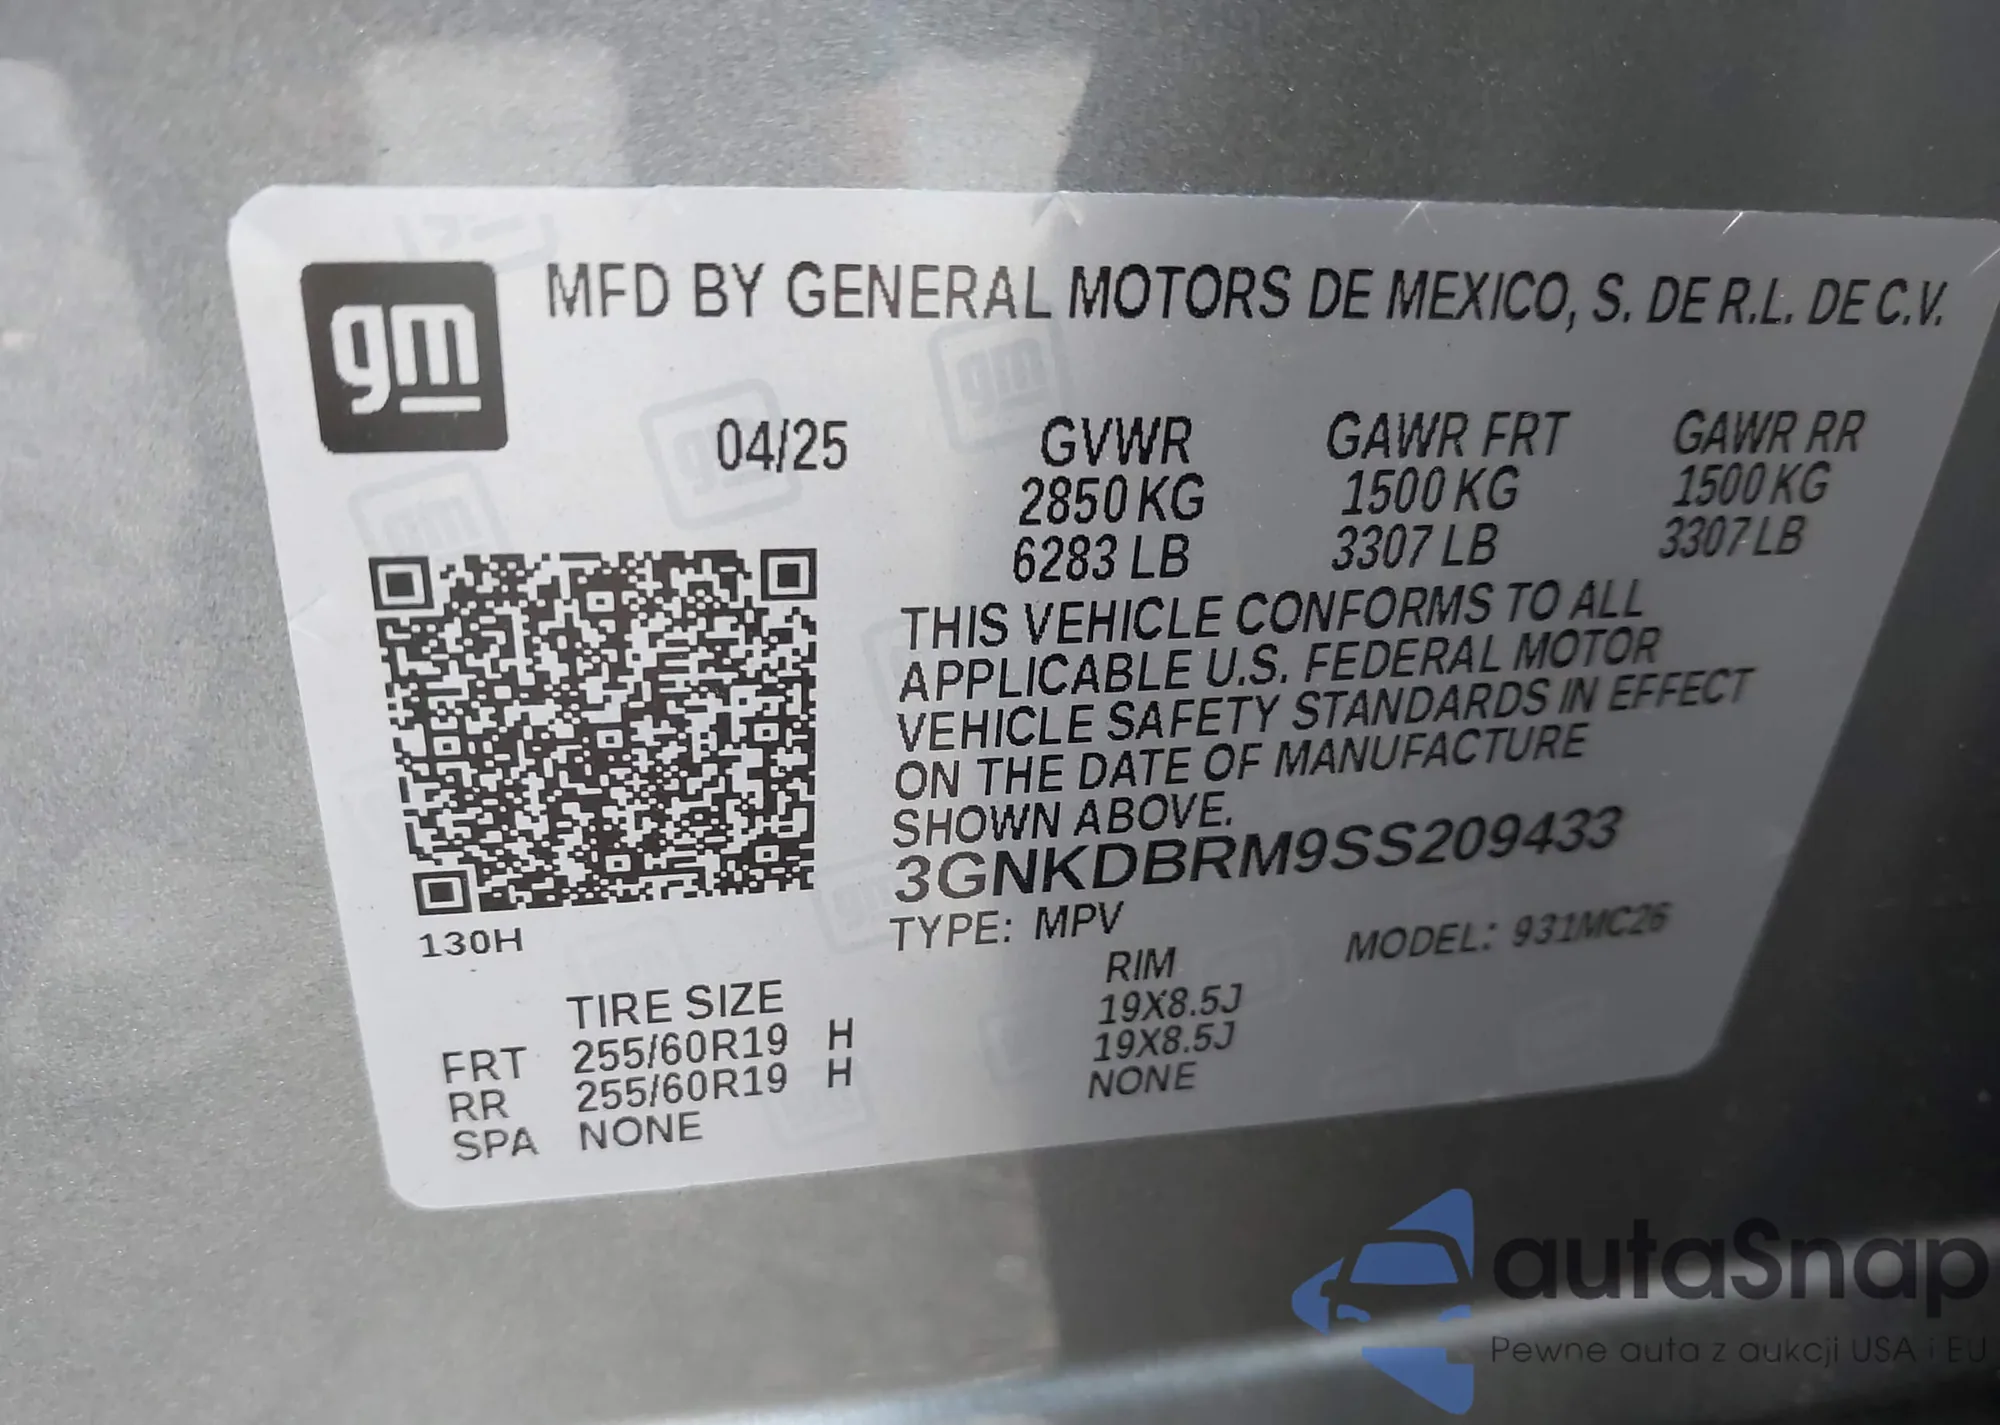 gm
MFD BY GENERAL MOTORS DE MEXICO, S. DE R.L. DE C.V.
04/25
GVWR GAWR FRT GAWR RR
2850 KG 1500 KG 1500 KG
6283 LB 3307 LB 3307 LB
THIS VEHICLE CONFORMS TO ALL
APPLICABLE U.S. FEDERAL MOTOR
VEHICLE SAFETY STANDARDS IN EFFECT
ON THE DATE OF MANUFACTURE
SHOWN ABOVE.
3GNKDBRM9SS209433
TYPE: MPV MODEL: 931MC26
130H
TIRE SIZE RIM
FRT 255/60R19 H 19X8.5J
RR 255/60R19 H 19X8.5J
SPA NONE NONE
autaSnap
Pewne auta z aukcji USA i EU